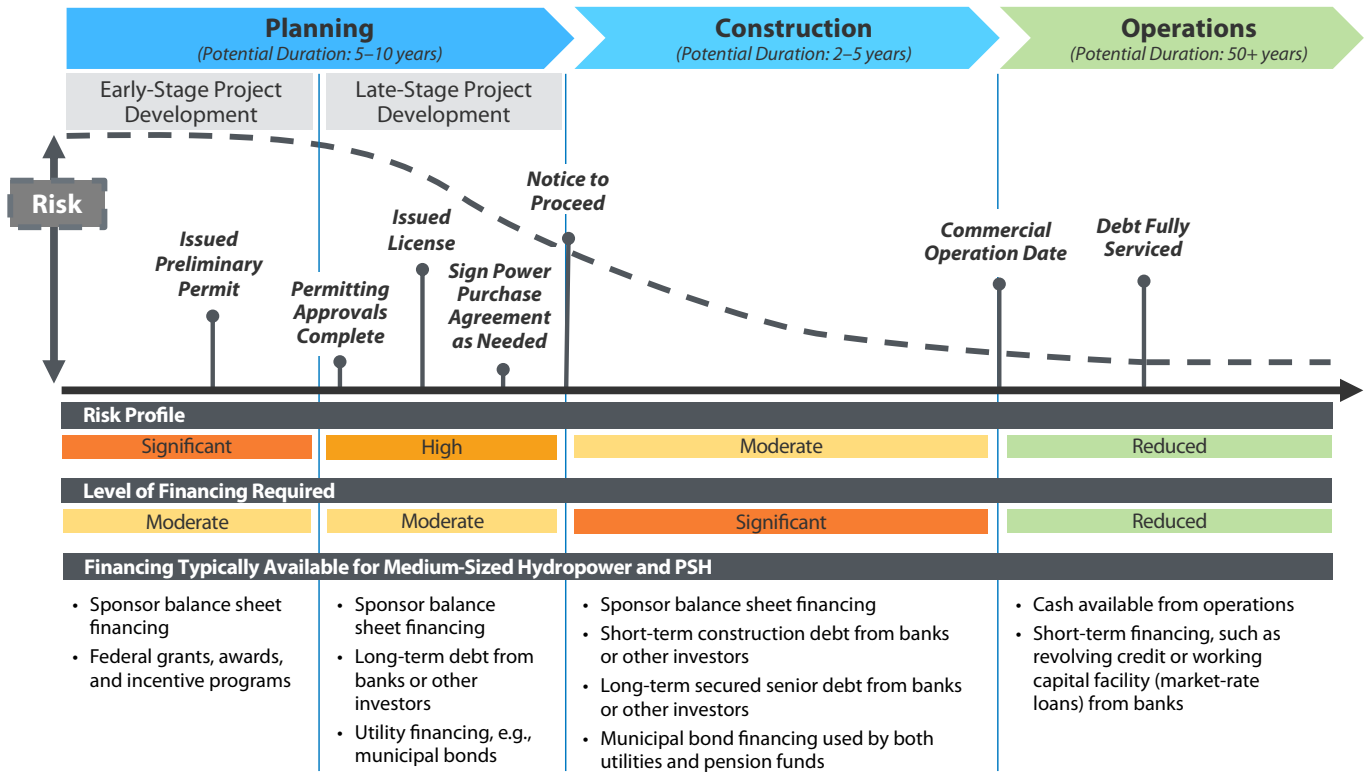 Planning
(Potential Duration: 5–10 years)
Construction
(Potential Duration: 2–5 years)
Operations
(Potential Duration: 50+ years)
Early-Stage Project
Development
Late-Stage Project
Development
Risk
Issued
Preliminary
Permit
Permitting
Approvals
Complete
Issued
License
Sign Power
Purchase
Agreement
as Needed
Notice to
Proceed
Commercial
Operation Date
Debt Fully
Serviced
Risk Profile
Significant
High
Moderate
Reduced
Level of Financing Required
Moderate
Moderate
Significant
Reduced
Financing Typically Available for Medium-Sized Hydropower and PSH
• Sponsor balance sheet
financing
• Federal grants, awards,
and incentive programs
• Sponsor balance
sheet financing
• Long-term debt from
banks or other
investors
• Utility financing, e.g.,
municipal bonds
• Sponsor balance sheet financing
• Short-term construction debt from banks
or other investors
• Long-term secured senior debt from banks
or other investors
• Municipal bond financing used by both
utilities and pension funds
• Cash available from operations
• Short-term financing, such as
revolving credit or working
capital facility (market-rate
loans) from banks